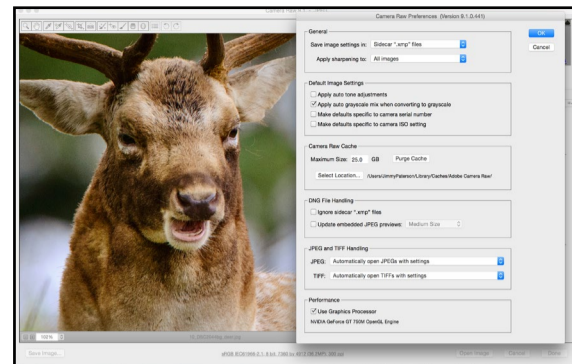 Camera Raw Preferences (Version 9.1.0.441)
General
Save image settings in: Sidecar ".xmp" files
Apply sharpening to: All images
OK
Cancel
Default Image Settings
Apply auto tone adjustments
Apply auto grayscale mix when converting to grayscale
Make defaults specific to camera serial number
Make defaults specific to camera ISO setting
Camera Raw Cache
Maximum Size: 25.0 GB Purge Cache
Select Location... /Users/JimmyPaterson/Library/Caches/Adobe Camera Raw/
DNG File Handling
Ignore sidecar ".xmp" files
Update embedded JPEG previews: Medium Size
JPEG and TIFF Handling
JPEG: Automatically open JPEGs with settings
TIFF: Automatically open TIFFs with settings
Performance
Use Graphics Processor
NVIDIA GeForce GT 750M OpenGL Engine
100%
Save Image...
Open Image Cancel Done